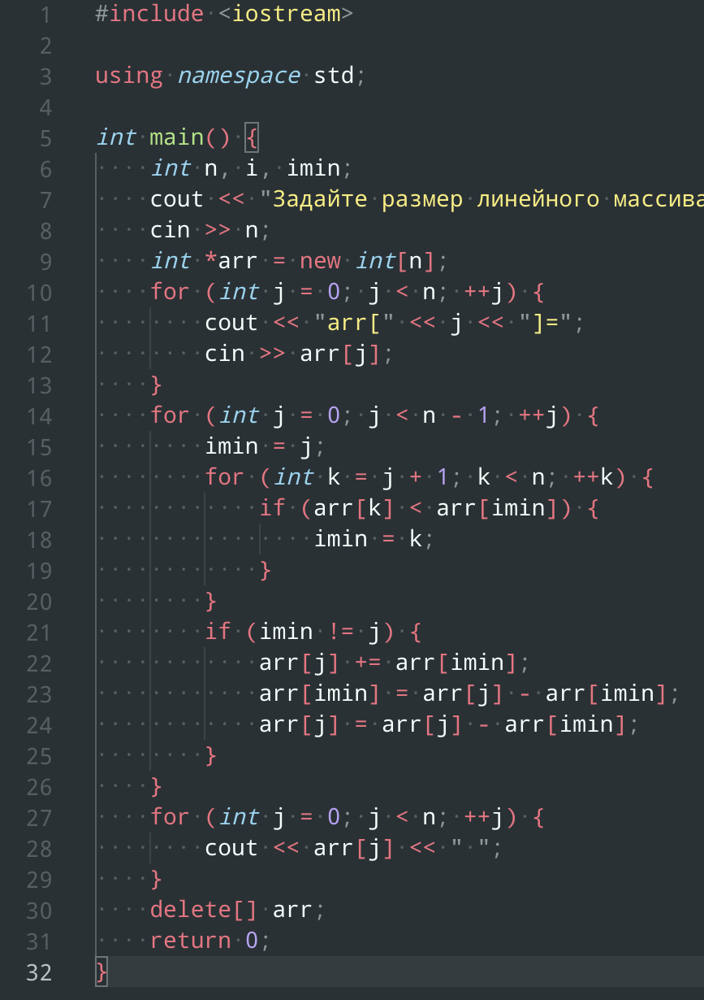 1 #include <iostream>
2
3 using namespace std;
4
5 int main() {
6     int n, i, imin;
7     cout << "Задайте размер линейного массива
8     cin >> n;
9     int *arr = new int[n];
10     for (int j = 0; j < n; ++j) {
11         cout << "arr[" << j << "]=";
12         cin >> arr[j];
13     }
14     for (int j = 0; j < n - 1; ++j) {
15         imin = j;
16         for (int k = j + 1; k < n; ++k) {
17             if (arr[k] < arr[imin]) {
18                 imin = k;
19             }
20         }
21         if (imin != j) {
22             arr[j] += arr[imin];
23             arr[imin] = arr[j] - arr[imin];
24             arr[j] = arr[j] - arr[imin];
25         }
26     }
27     for (int j = 0; j < n; ++j) {
28         cout << arr[j] << " ";
29     }
30     delete[] arr;
31     return 0;
32 }